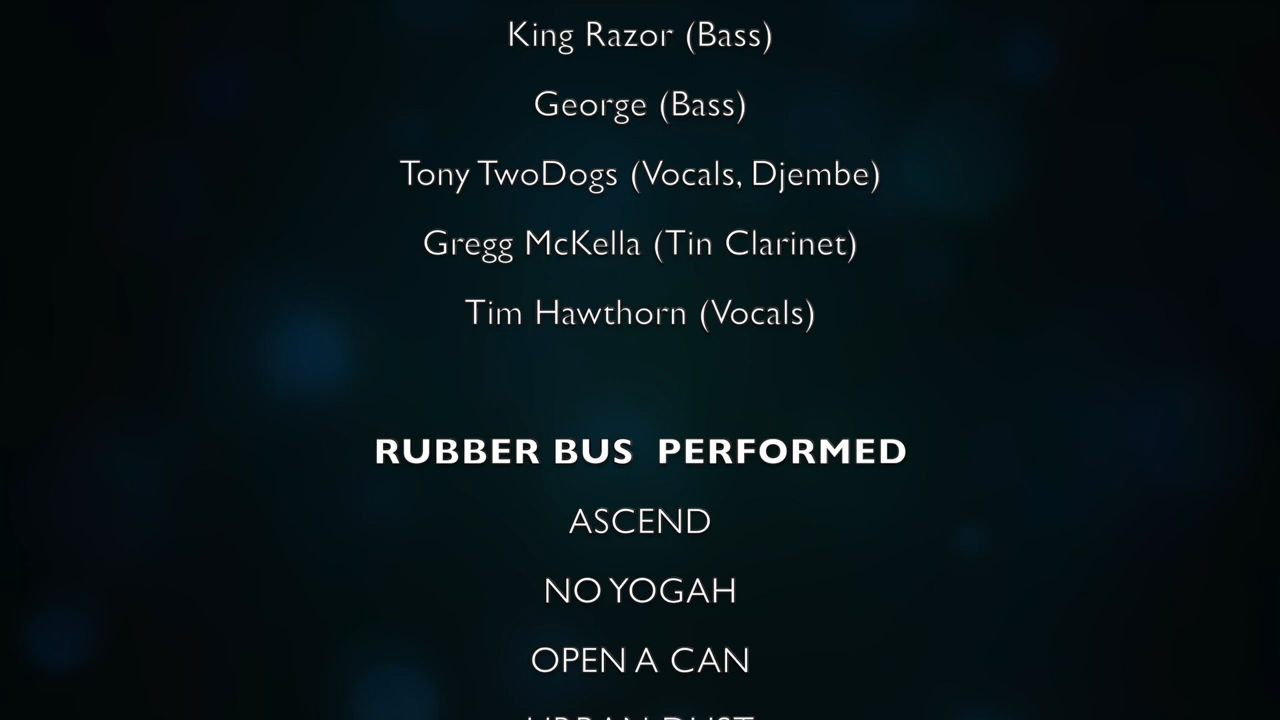 King Razor (Bass)
George (Bass)
Tony TwoDogs (Vocals, Djembe)
Gregg McKella (Tin Clarinet)
Tim Hawthorn (Vocals)
RUBBER BUS PERFORMED
ASCEND
NO YOGAH
OPEN A CAN